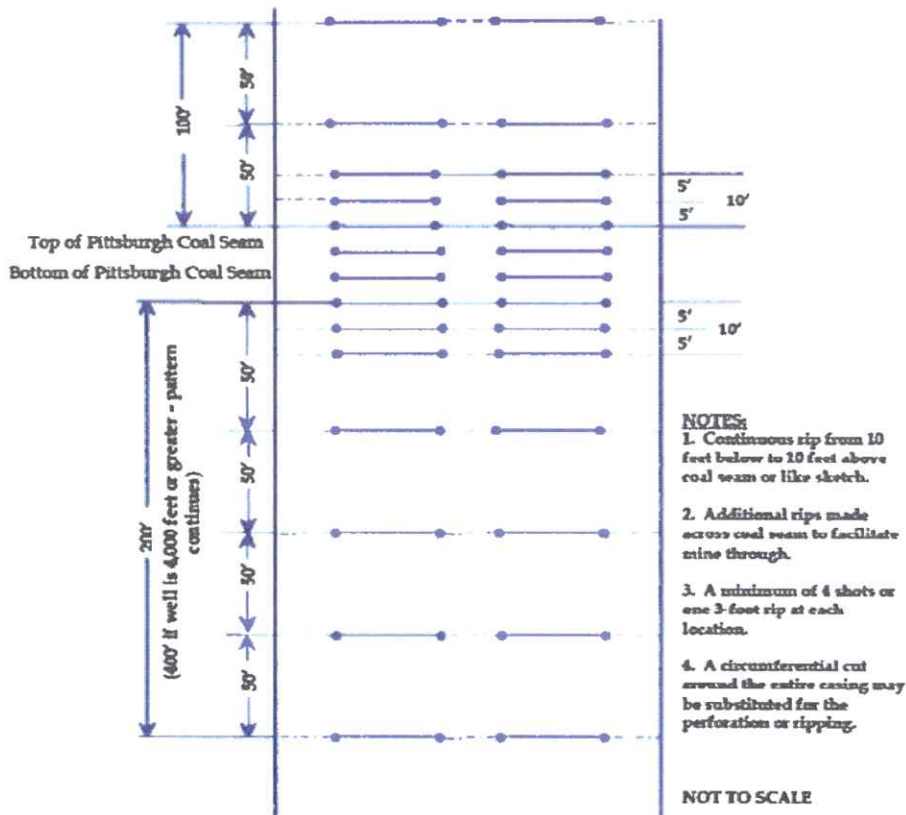 50'
100'
50'
5'
10'
5'
Top of Pittsburgh Coal Seam
Bottom of Pittsburgh Coal Seam
5'
10'
5'
50'
50'
200'
(400' if well is 4,000 feet or greater - pattern
continues)
50'
50'
NOTES:
1. Continuous rip from 10
feet below to 10 feet above
coal seam or like sketch.
2. Additional rips made
across coal seam to facilitate
mine through.
3. A minimum of 4 shots or
one 3-foot rip at each
location.
4. A circumferential cut
around the entire casing may
be substituted for the
perforation or ripping.
NOT TO SCALE